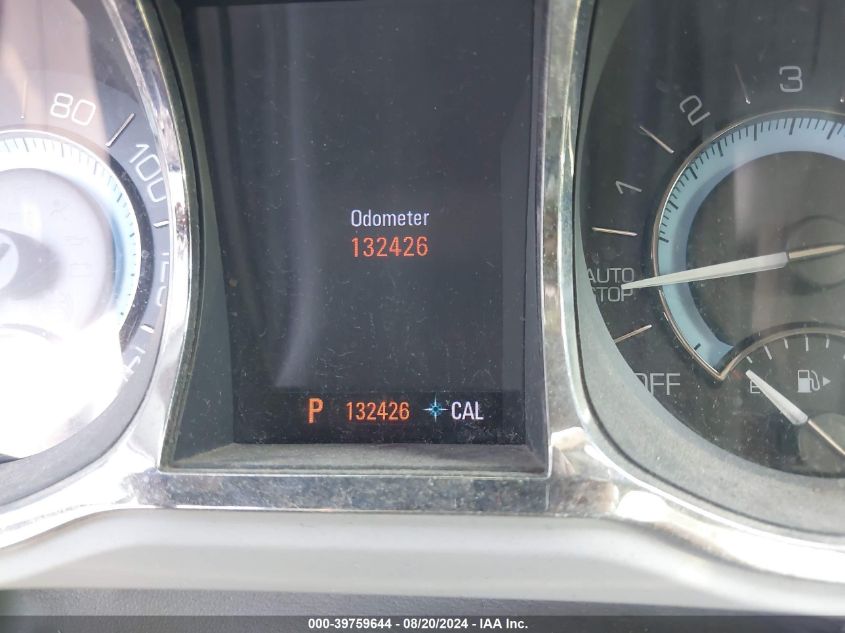 80
100
120
1
2
3
AUTO
STOP
OFF
E
Odometer
132426
P 132426 CAL
000-39759644 - 08/20/2024 - IAA Inc.